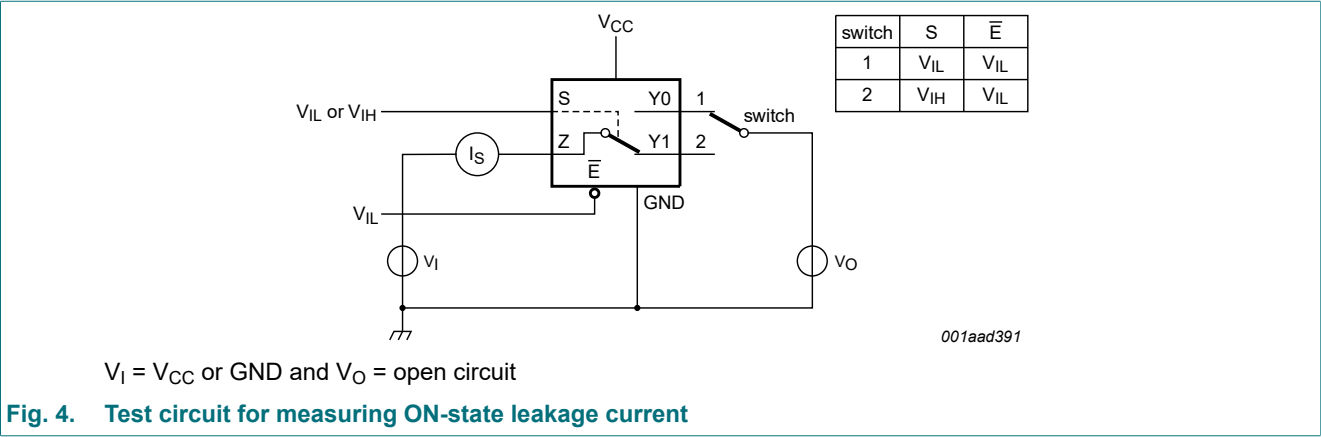 VCC
switch S E̅
1 VIL VIL
2 VIH VIL
VIL or VIH
S Y0 1
switch
IS
Z Y1 2
E̅
GND
VIL
VI
VO
001aad391
VI = VCC or GND and VO = open circuit
Fig. 4. Test circuit for measuring ON-state leakage current